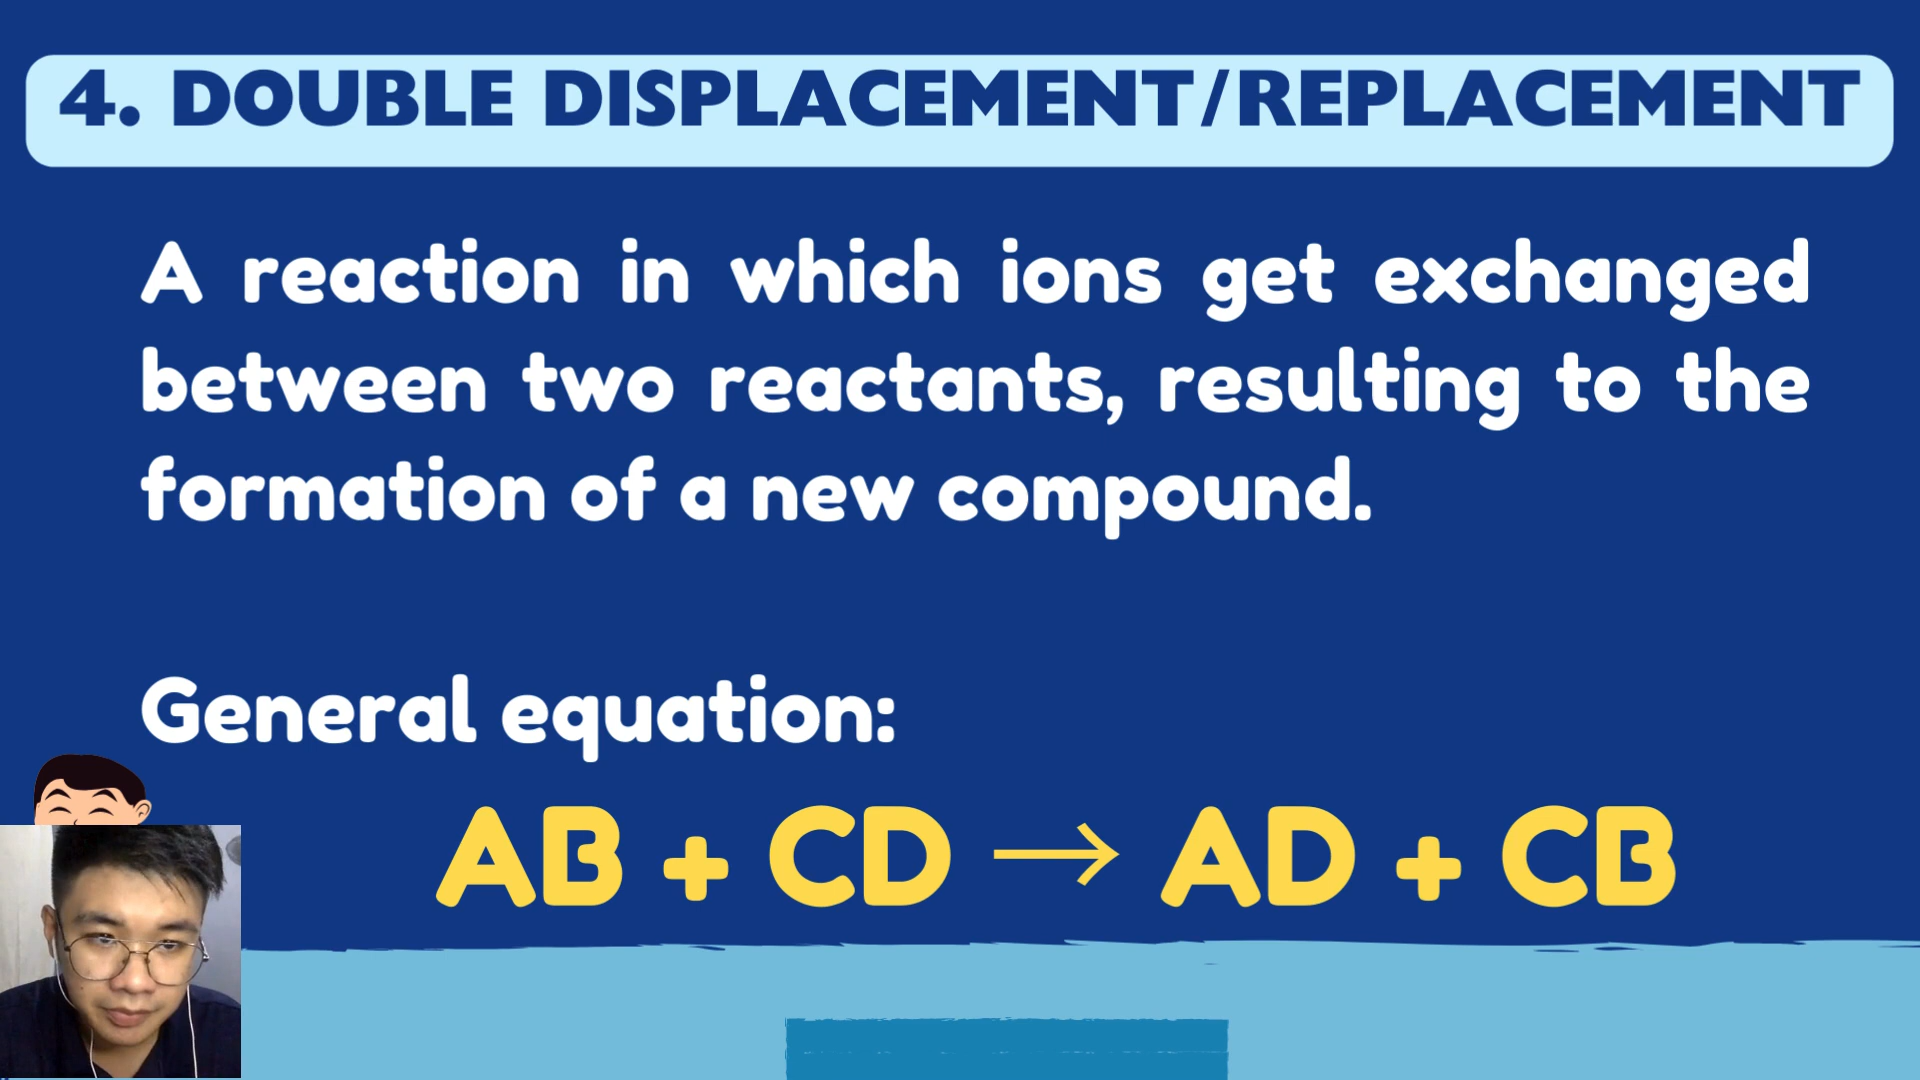 4. DOUBLE DISPLACEMENT/REPLACEMENT
A reaction in which ions get exchanged
between two reactants, resulting to the
formation of a new compound.
General equation:
AB + CD → AD + CB